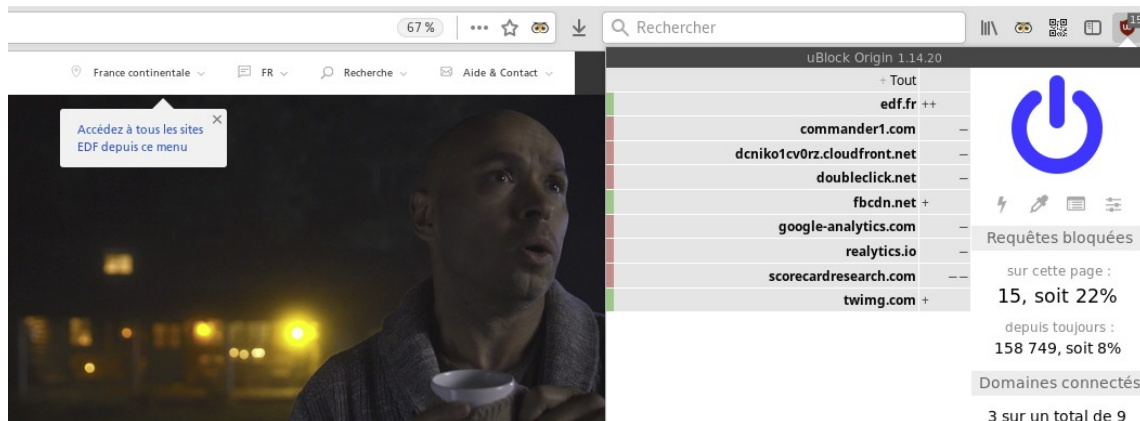 67 %
Rechercher
15
uBlock Origin 1.14.20
France continentale
FR
Recherche
Aide & Contact
Accédez à tous les sites
EDF depuis ce menu
+ Tout
edf.fr ++
commander1.com –
dcniko1cv0rz.cloudfront.net –
doubleclick.net –
fbcdn.net +
google-analytics.com –
realytics.io –
scorecardresearch.com – –
twimg.com +
Requêtes bloquées
sur cette page :
15, soit 22%
depuis toujours :
158 749, soit 8%
Domaines connectés
3 sur un total de 9